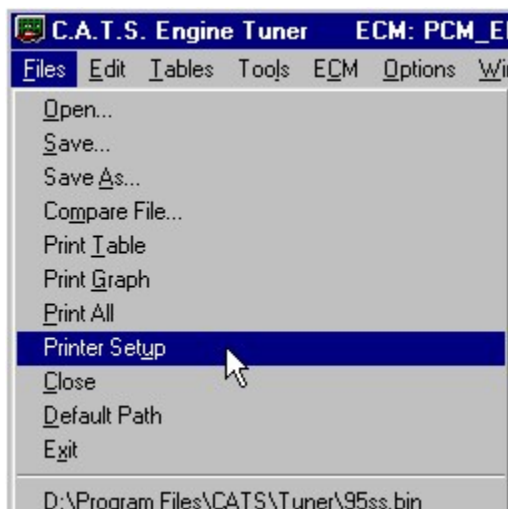 C.A.T.S. Engine Tuner ECM:
Files Edit Tables Tools ECM Options
Open...
Save...
Save As...
Compare File...
Print Table
Print Graph
Print All
Printer Setup
Close
Default Path
Exit
D:\Program Files\CATS\Tuner\95ss.bin